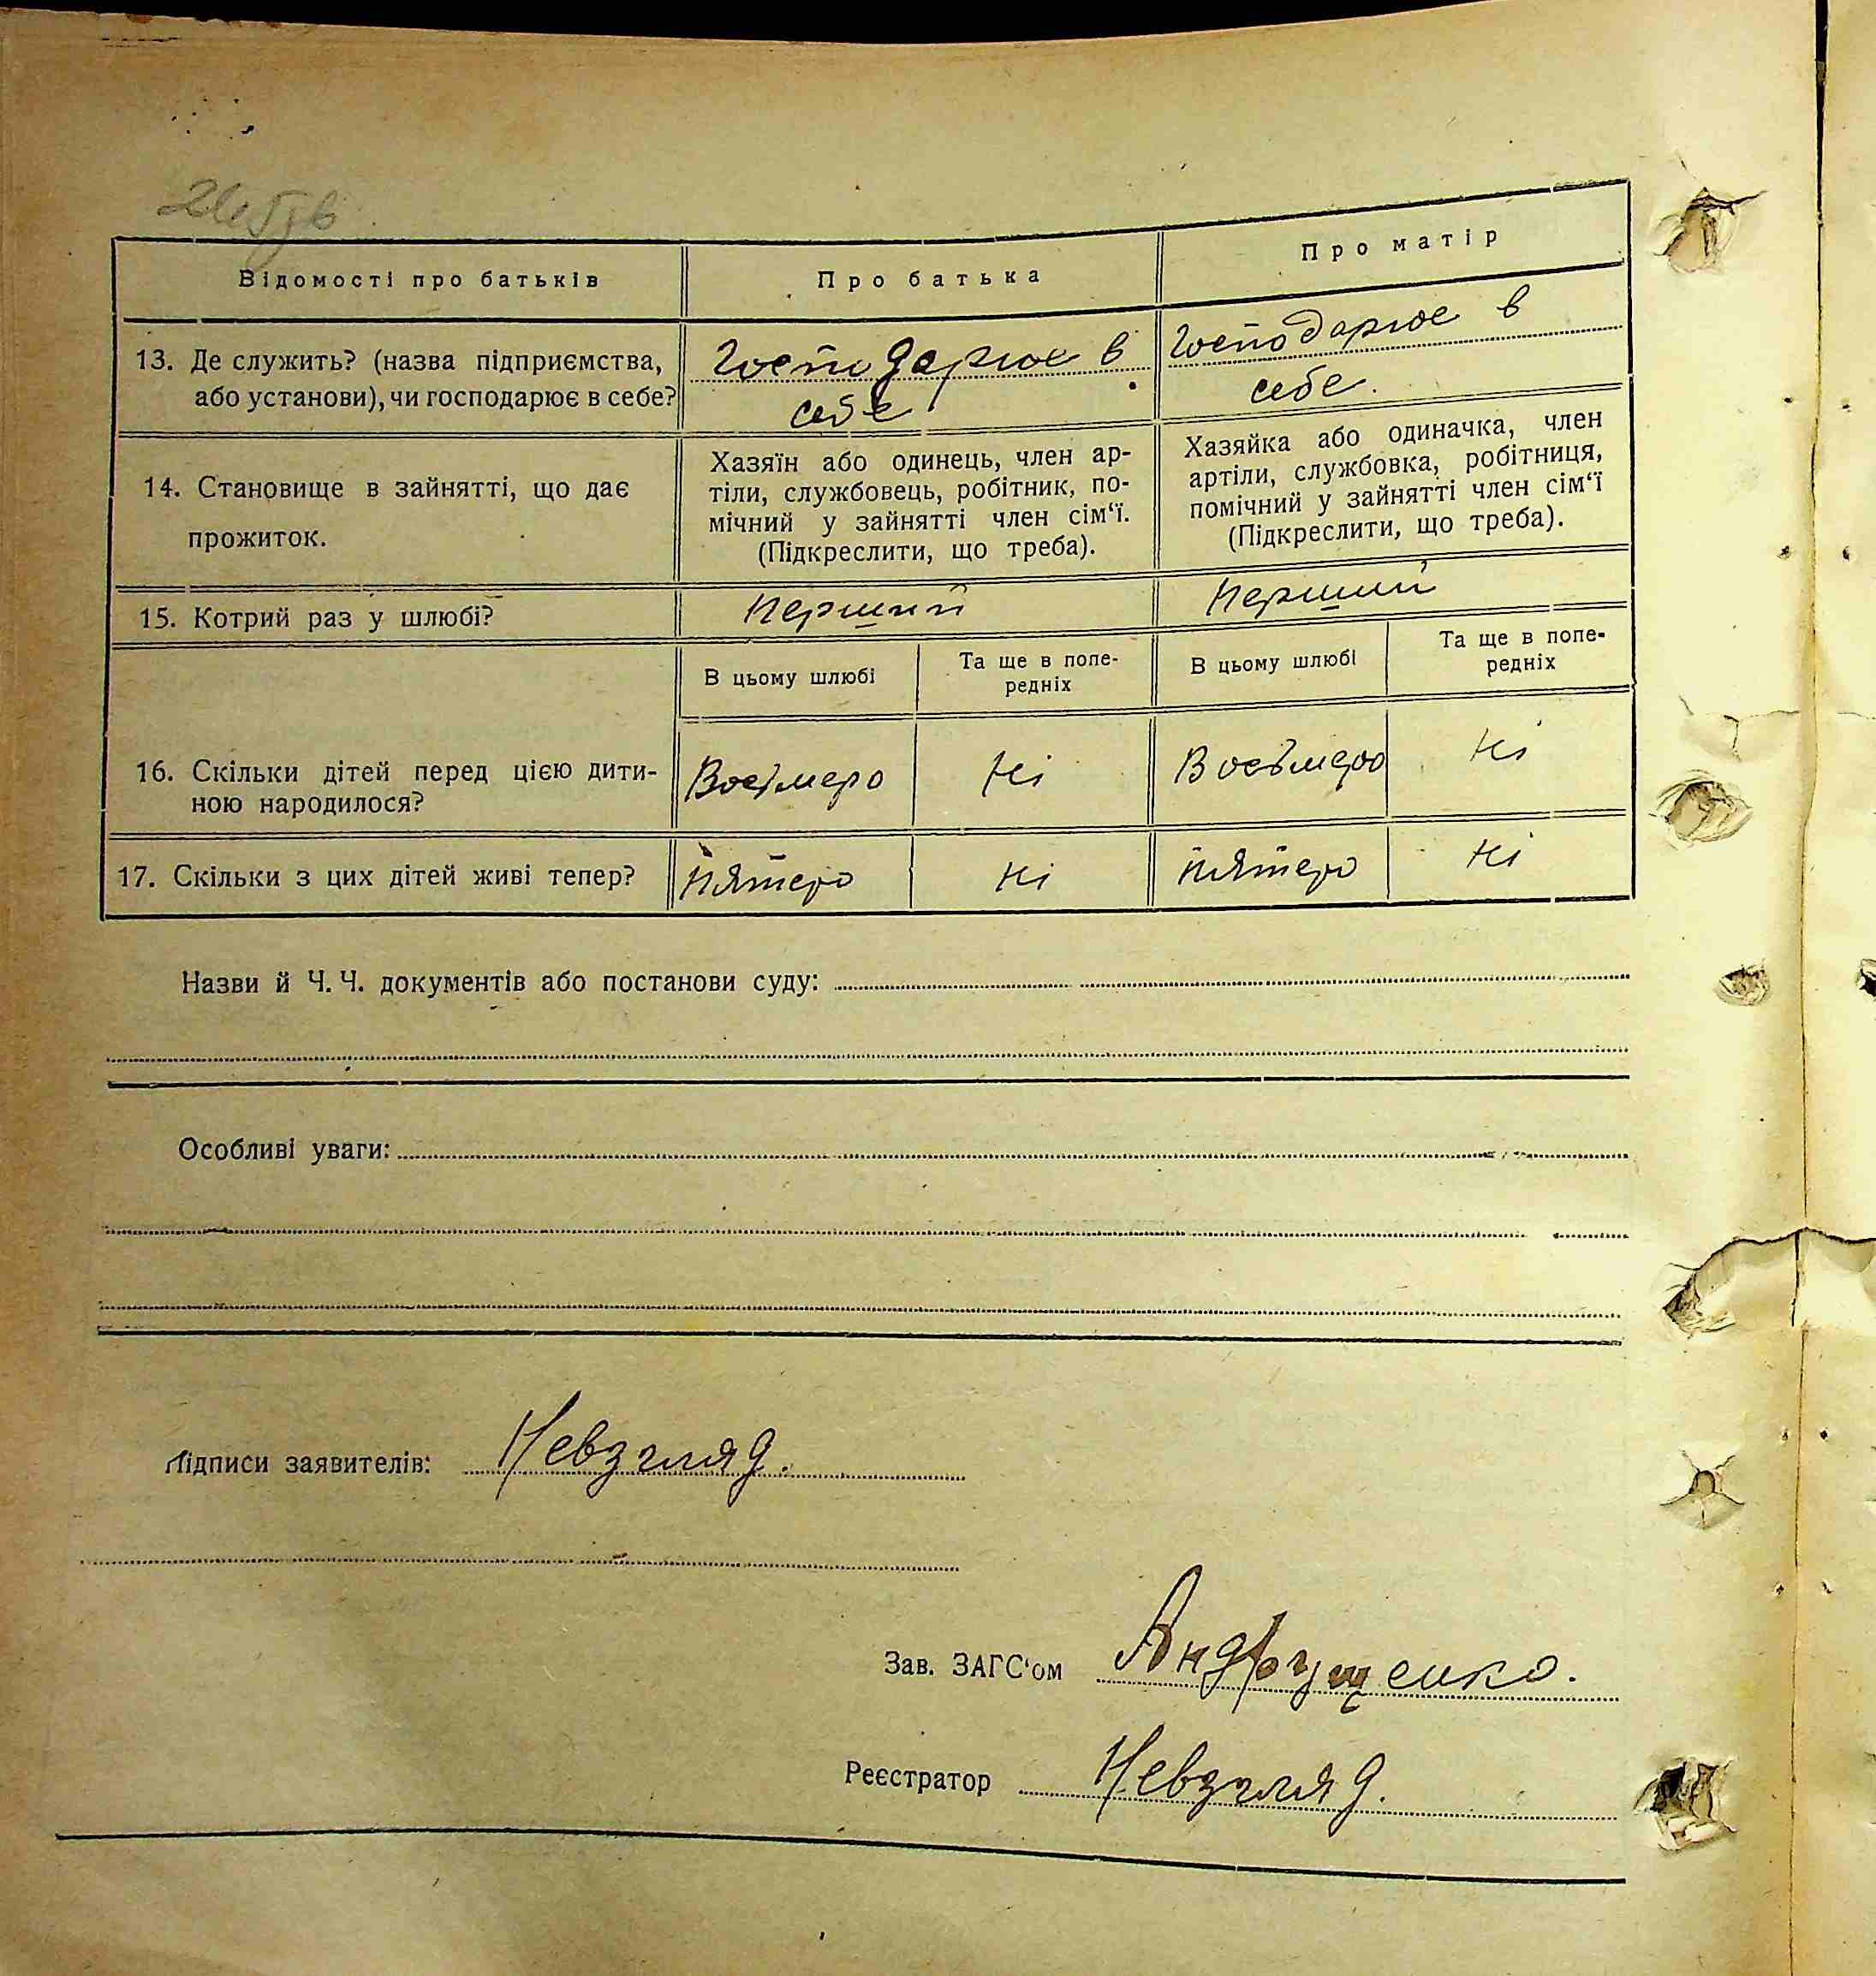 Відомості про батьків
Про батька
Про матір
13. Де служить? (назва підприємства,
або установи), чи господарює в себе?
Господарює в
себе
Господарює в
себе.
14. Становище в зайнятті, що дає
прожиток.
Хазяїн або одинець, член ар-
тіли, службовець, робітник, по-
мічний у зайнятті член сім‘ї.
(Підкреслити, що треба).
Хазяйка або одиначка, член
артіли, службовка, робітниця,
помічний у зайнятті член сім‘ї
(Підкреслити, що треба).
15. Котрий раз у шлюбі?
Перший
Перший
В цьому шлюбі
Та ще в попе-
редніх
В цьому шлюбі
Та ще в попе-
редніх
16. Скільки дітей перед цією дити-
ною народилося?
Восьмеро
Ні
Восьмеро
Ні
17. Скільки з цих дітей живі тепер?
Пятеро
Ні
Пятеро
Ні
Назви й Ч. Ч. документів або постанови суду:
Особливі уваги:
Підписи заявителів: Невзгляд.
Зав. ЗАГС‘ом Андрущенко.
Реєстратор Невзгляд.